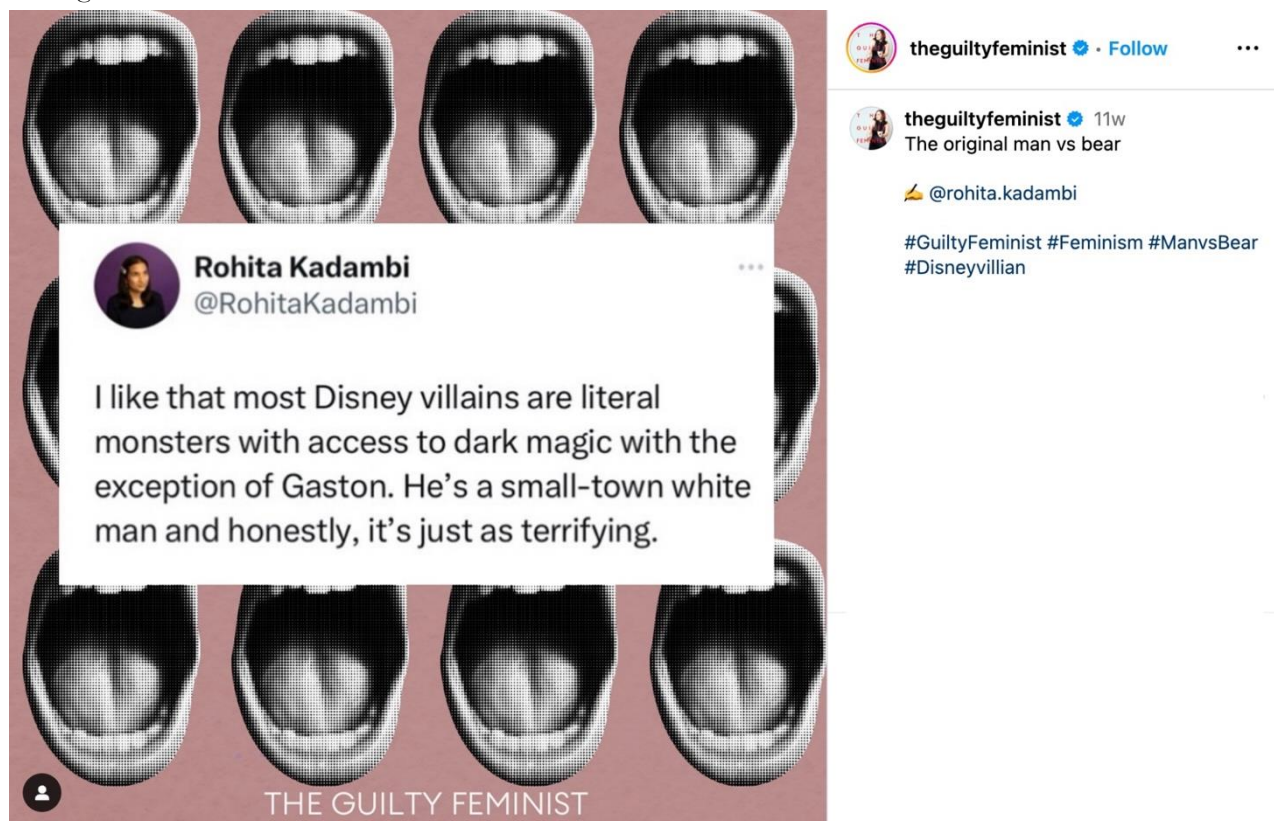 theguiltyfeminist • Follow
theguiltyfeminist 11w
The original man vs bear
✍️ @rohita.kadambi
#GuiltyFeminist #Feminism #ManvsBear
#Disneyvillian
Rohita Kadambi
@RohitaKadambi
I like that most Disney villains are literal
monsters with access to dark magic with the
exception of Gaston. He’s a small-town white
man and honestly, it’s just as terrifying.
THE GUILTY FEMINIST